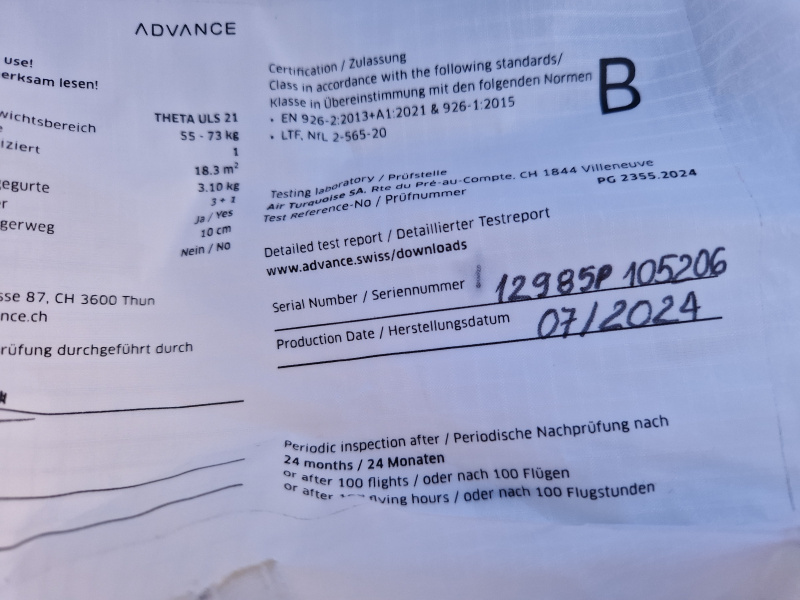 ADVANCE
use!
erksam lesen!
wichtsbereich
iziert
gegurte
r
gerweg
THETA ULS 21
55 - 73 kg
1
18.3 m²
3.10 kg
3 + 1
Ja / Yes
10 cm
Nein / No
sse 87, CH 3600 Thun
nce.ch
rüfung durchgeführt durch
Certification / Zulassung
Class in accordance with the following standards/
Klasse in Übereinstimmung mit den folgenden Normen
• EN 926-2:2013+A1:2021 & 926-1:2015
• LTF, NfL 2-565-20
B
Testing laboratory / Prüfstelle
Air Turquoise SA, Rte du Pré-au-Compte, CH 1844 Villeneuve
Test Reference-No / Prüfnummer PG 2355.2024
Detailed test report / Detaillierter Testreport
www.advance.swiss/downloads
Serial Number / Seriennummer 12985P 105206
Production Date / Herstellungsdatum 07/2024
Periodic inspection after / Periodische Nachprüfung nach
24 months / 24 Monaten
or after 100 flights / oder nach 100 Flügen
or after flying hours / oder nach 100 Flugstunden